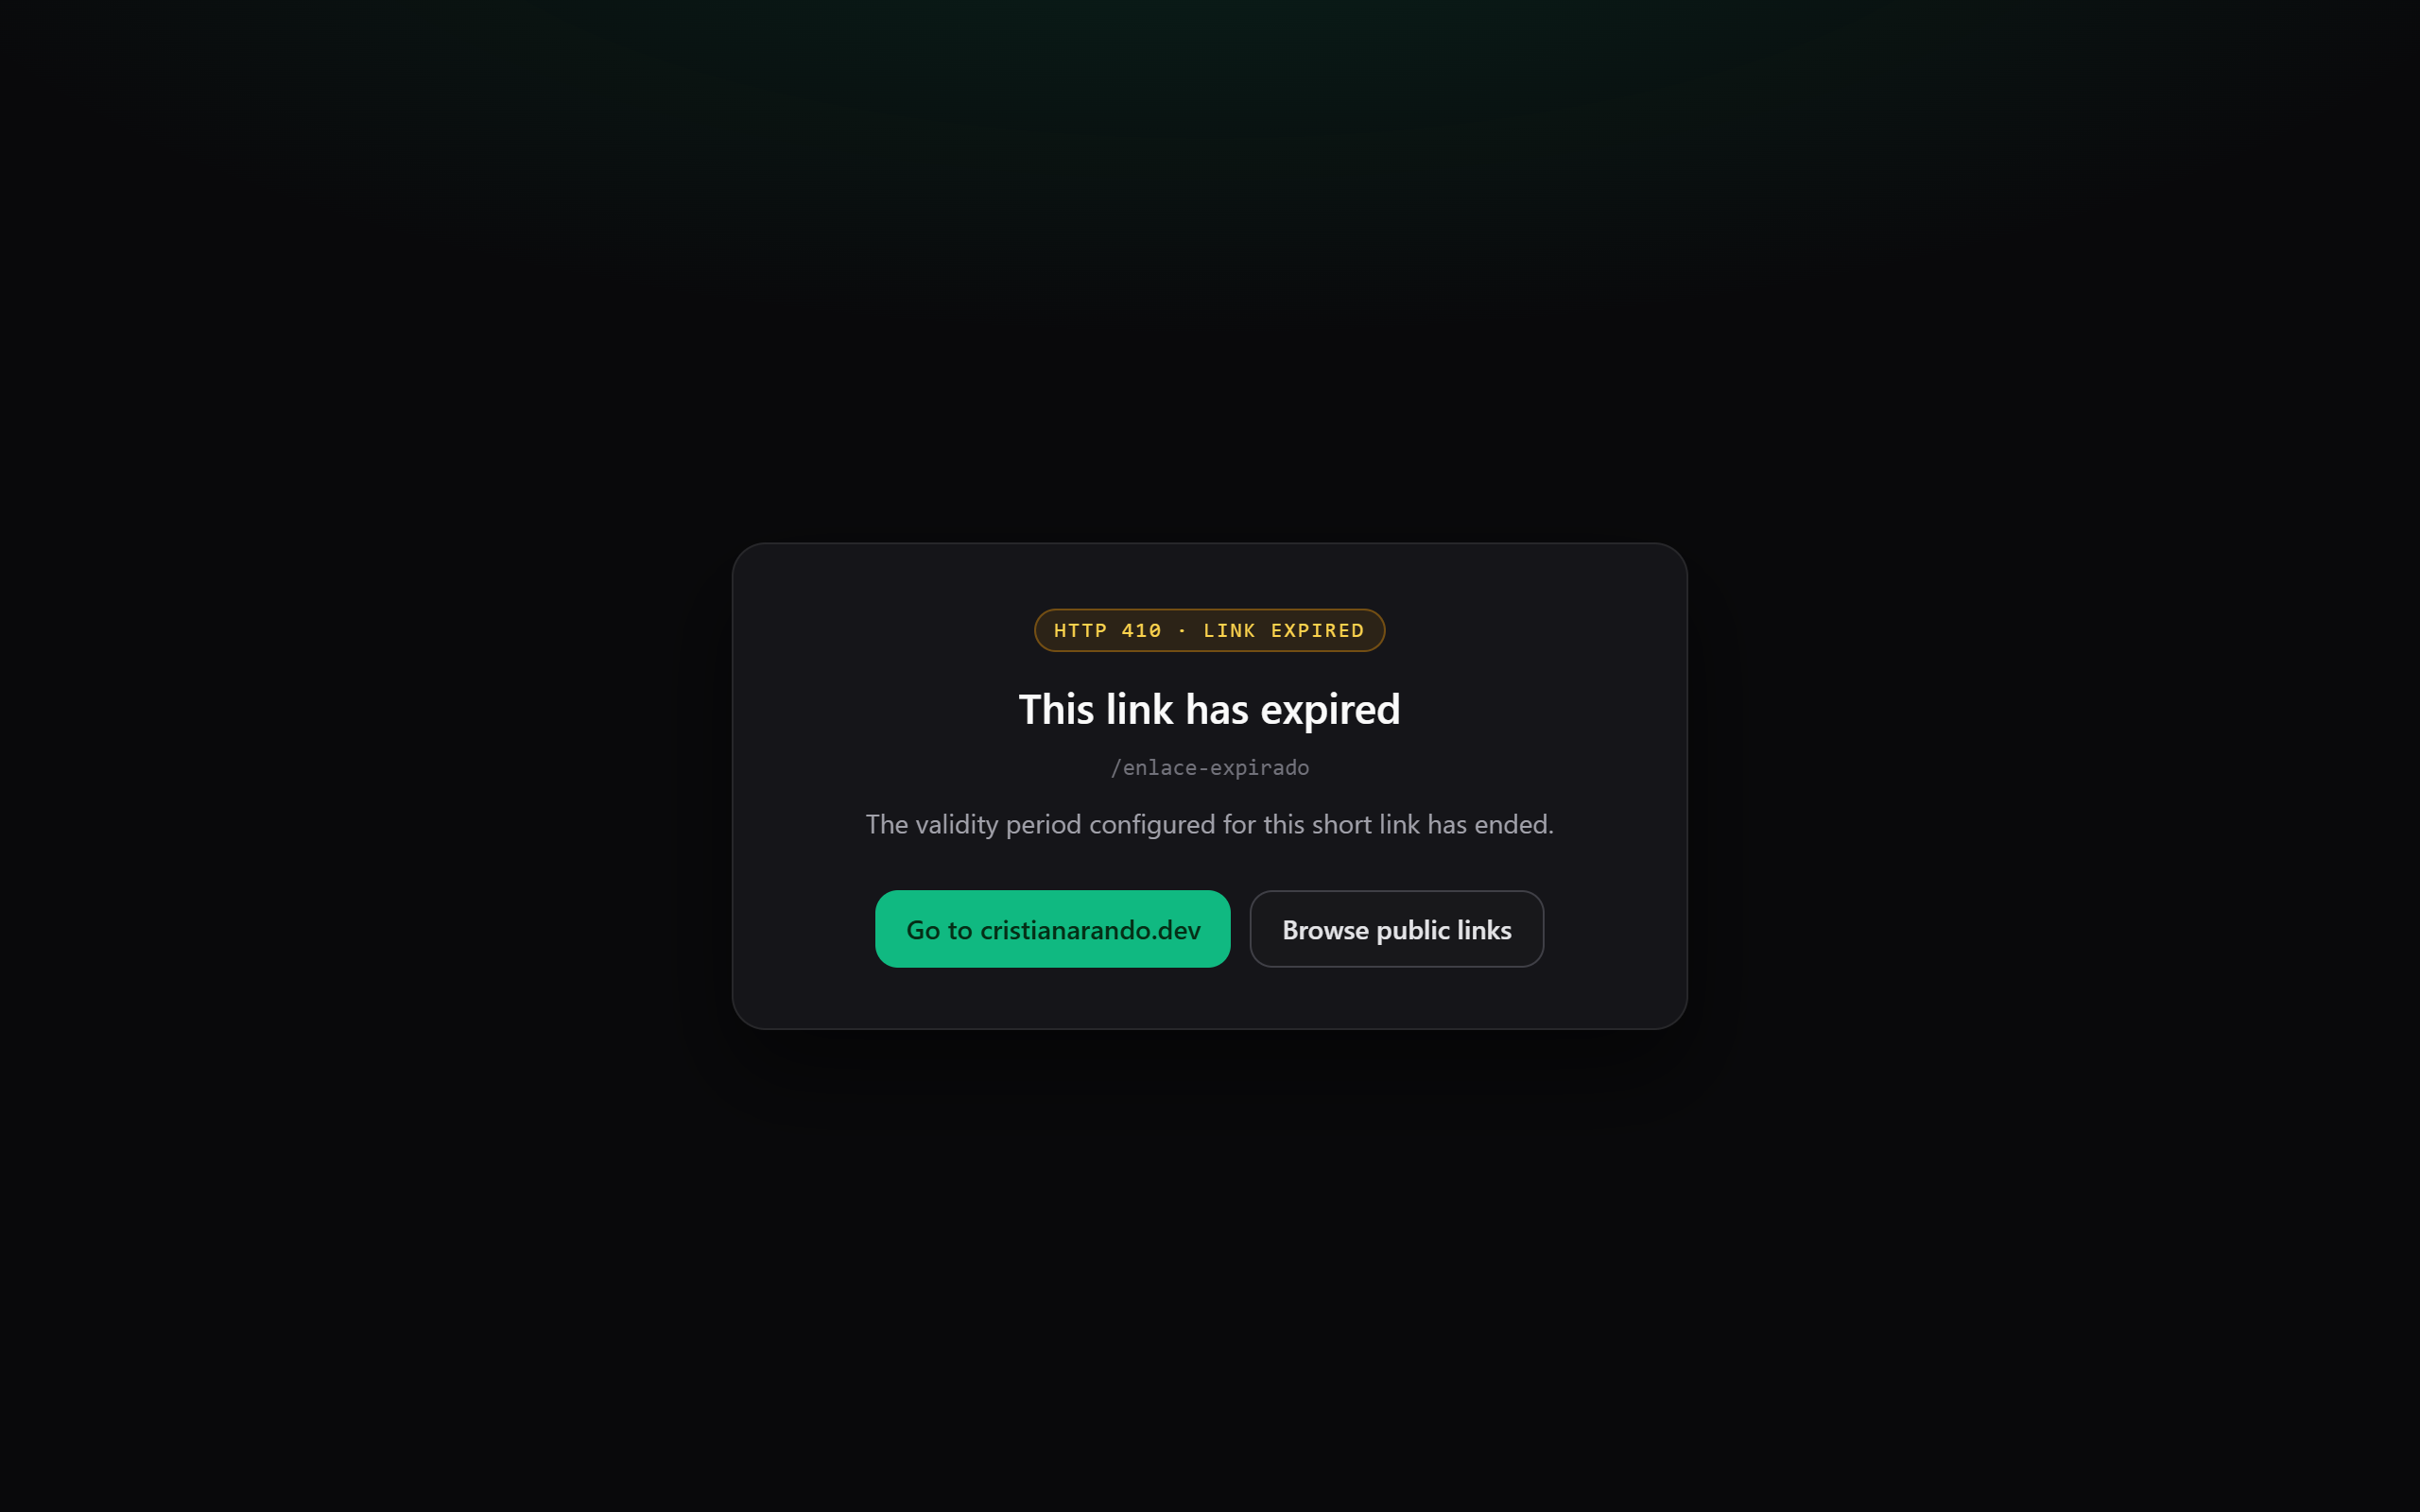 HTTP 410 · LINK EXPIRED
This link has expired
/enlace-expirado
The validity period configured for this short link has ended.
Go to cristianarando.dev
Browse public links